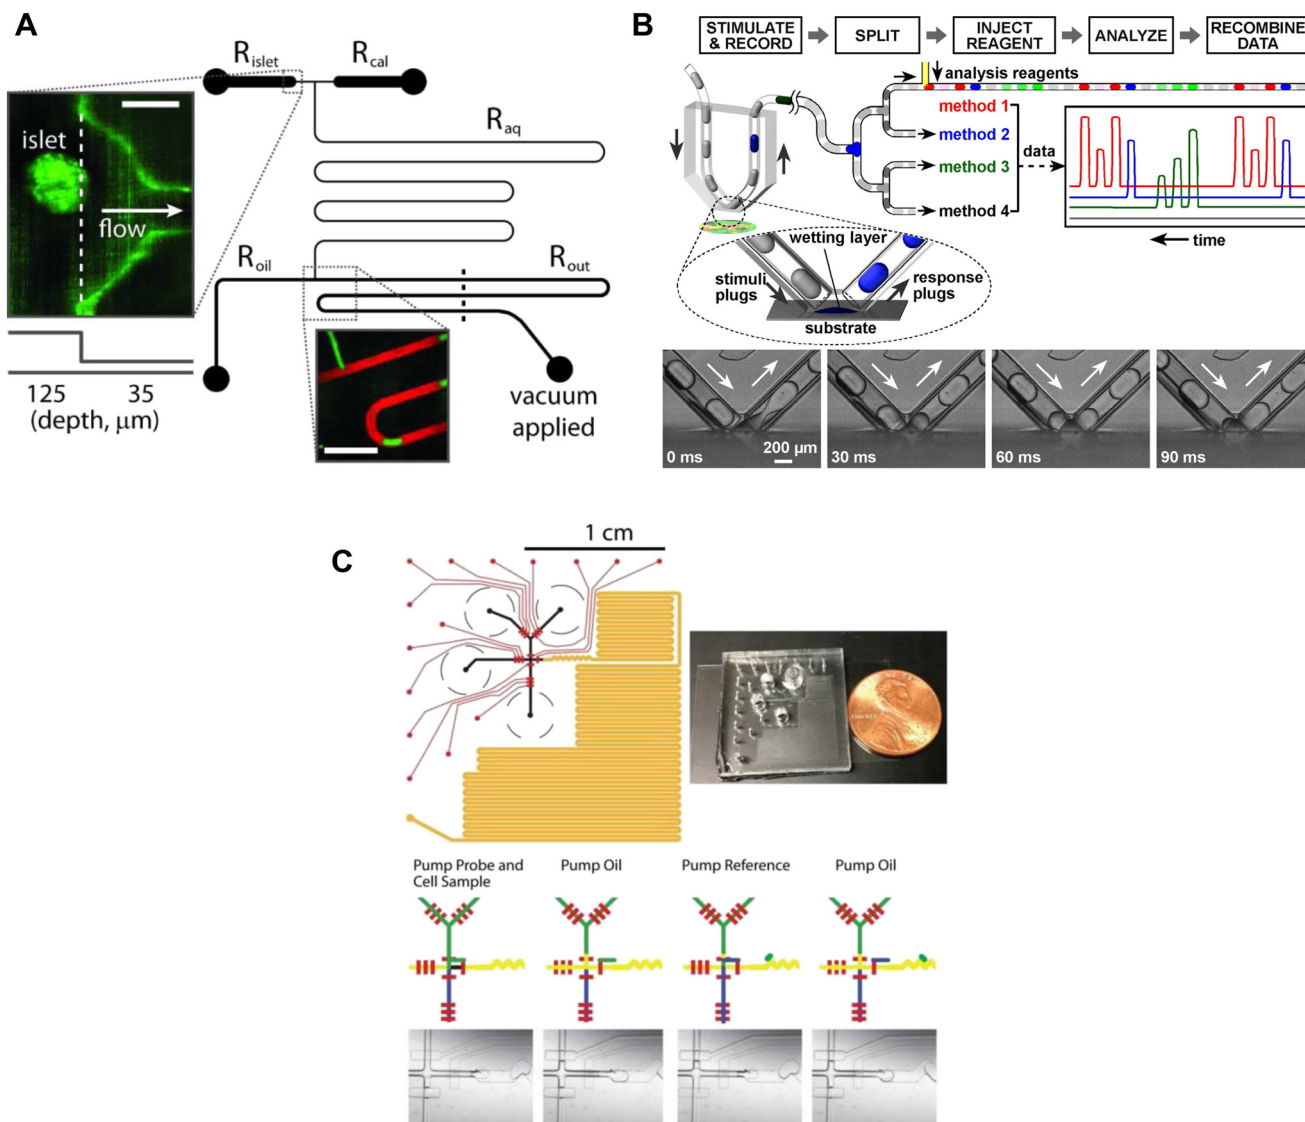 A
R_islet
R_cal
islet
flow
R_aq
R_oil
R_out
125 35
(depth, μm)
vacuum
applied
B
STIMULATE
& RECORD
SPLIT
INJECT
REAGENT
ANALYZE
RECOMBINE
DATA
analysis reagents
method 1
method 2
method 3
method 4
data
time
wetting layer
stimuli
plugs
response
plugs
substrate
0 ms
200 μm
30 ms
60 ms
90 ms
C
1 cm
Pump Probe and
Cell Sample
Pump Oil
Pump Reference
Pump Oil